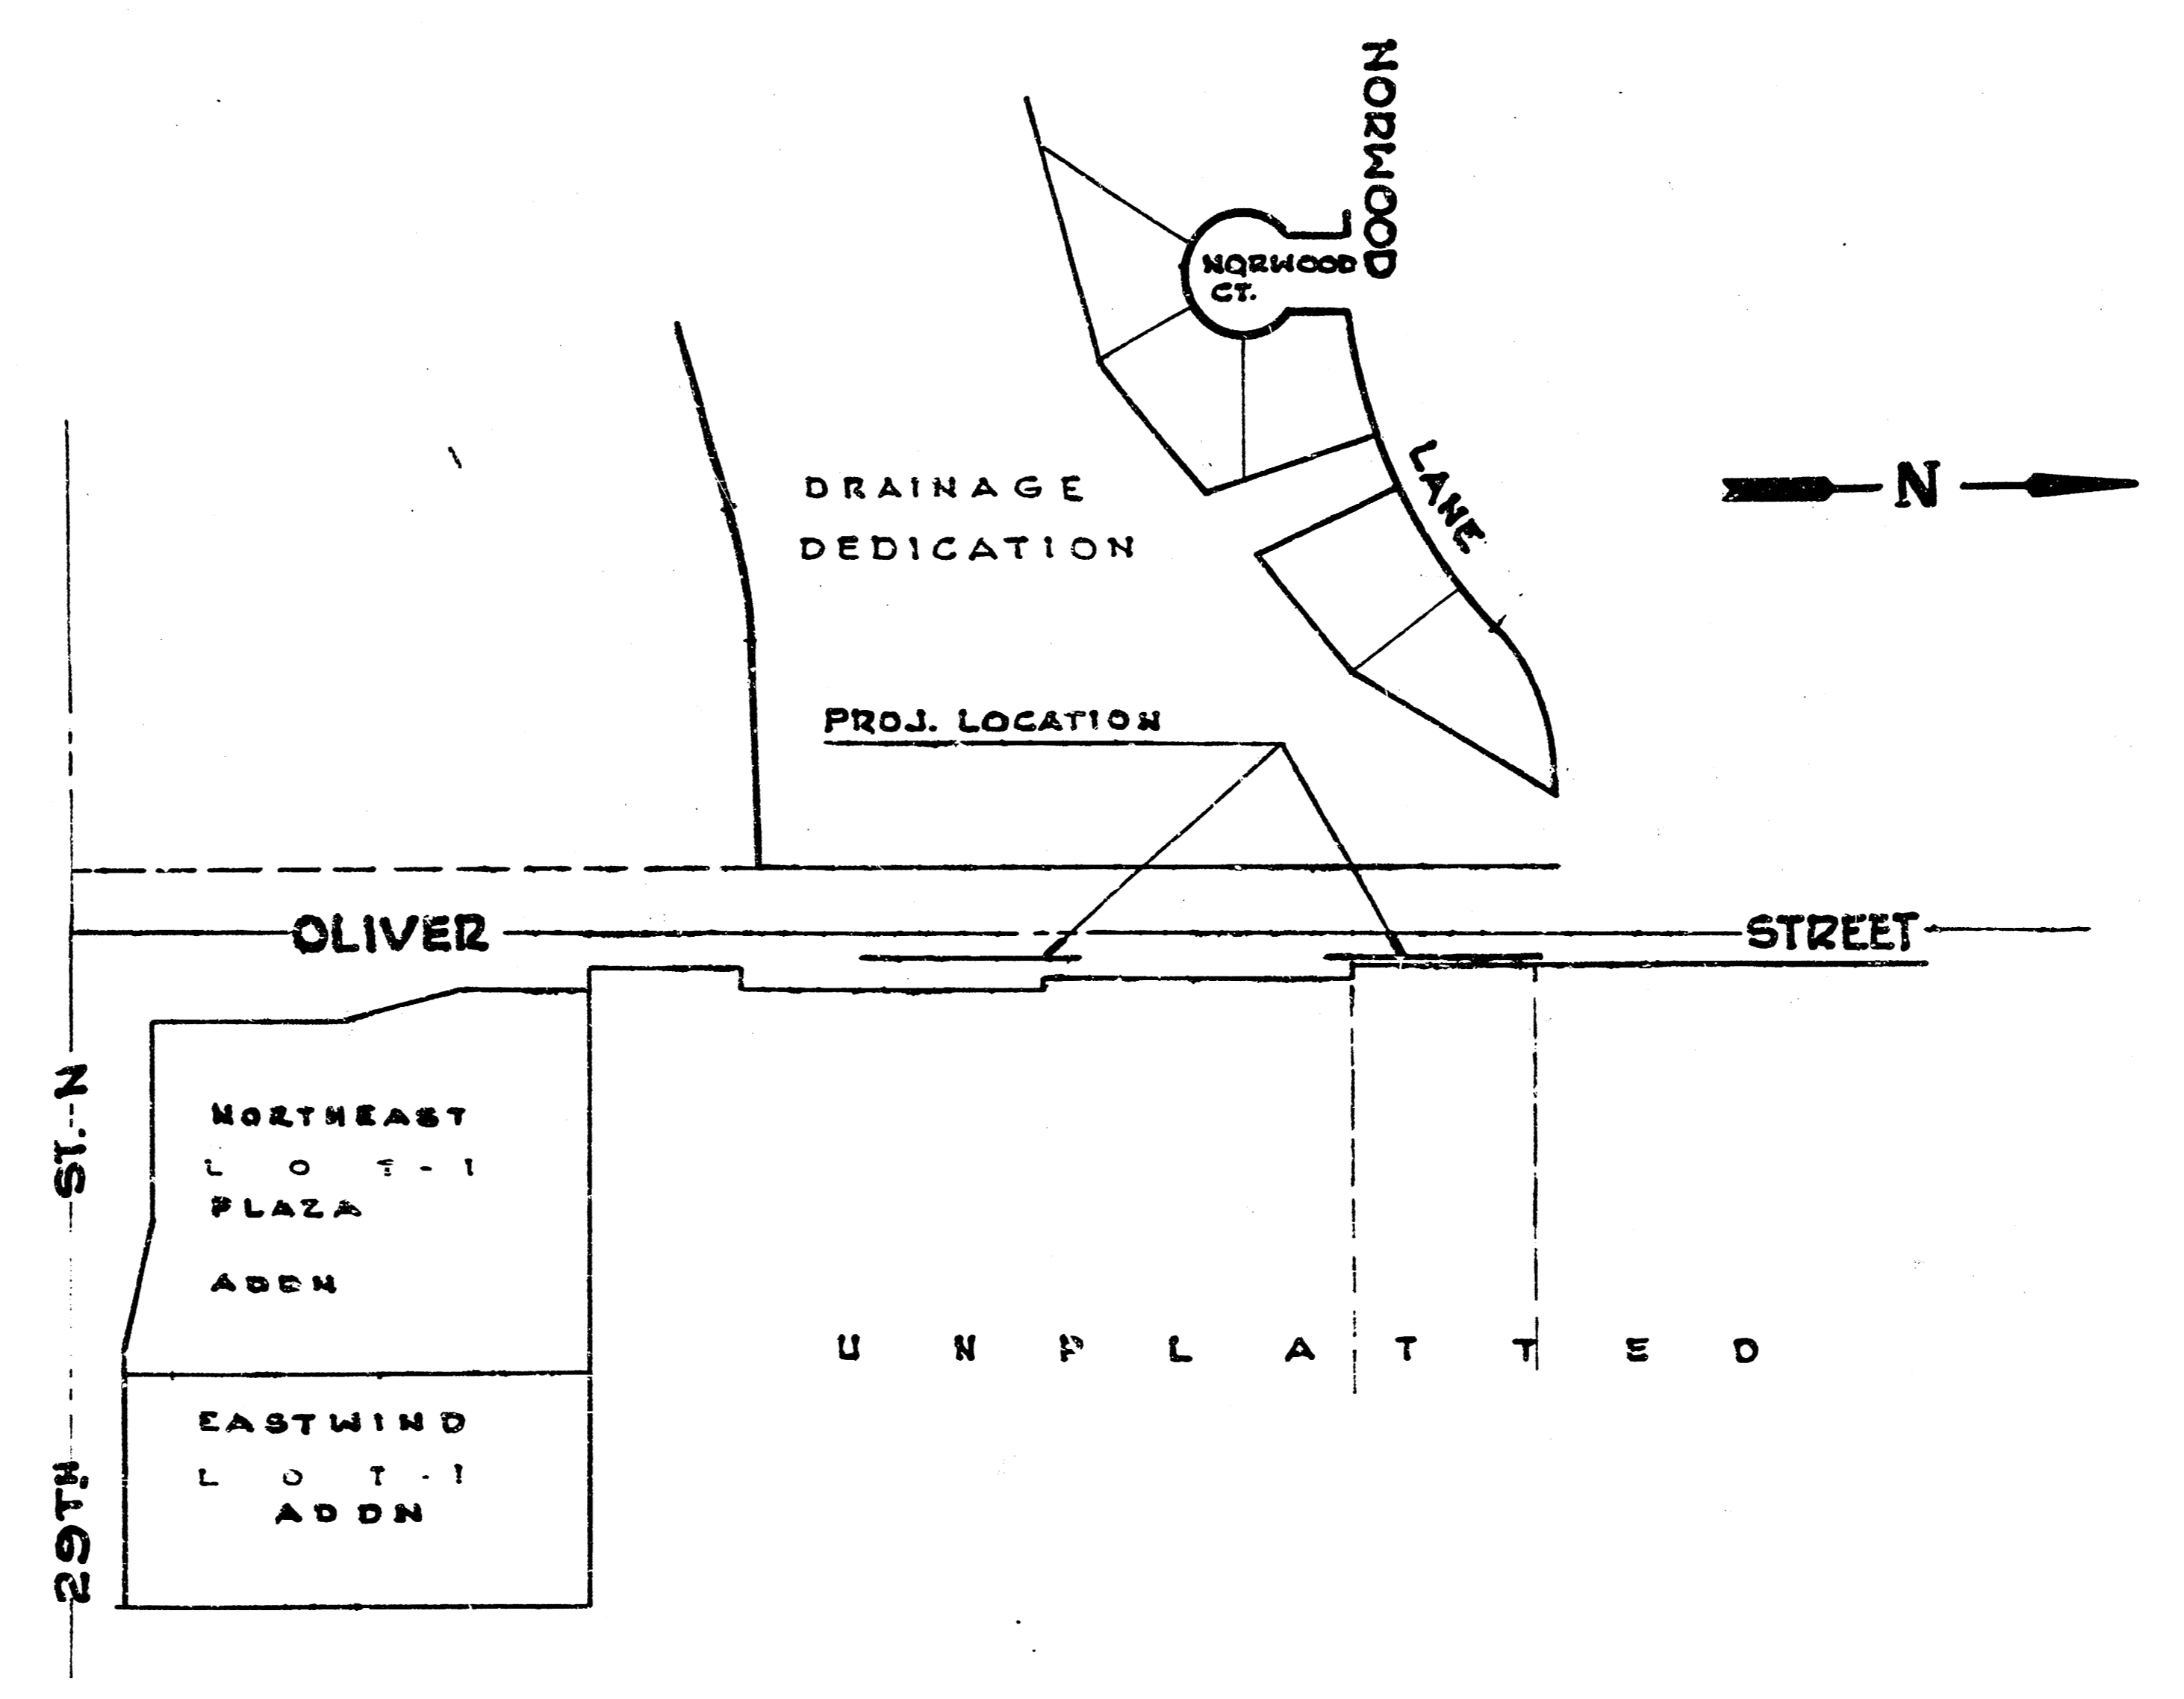 NORWOOD
NORWOOD
CT.
LANE
N
DRAINAGE
DEDICATION
PROJ. LOCATION
OLIVER STREET
29TH. ST. N
NORTHEAST
LOT-1
PLAZA
ADDN
UNPLATTED
EASTWIND
LOT-1
ADDN